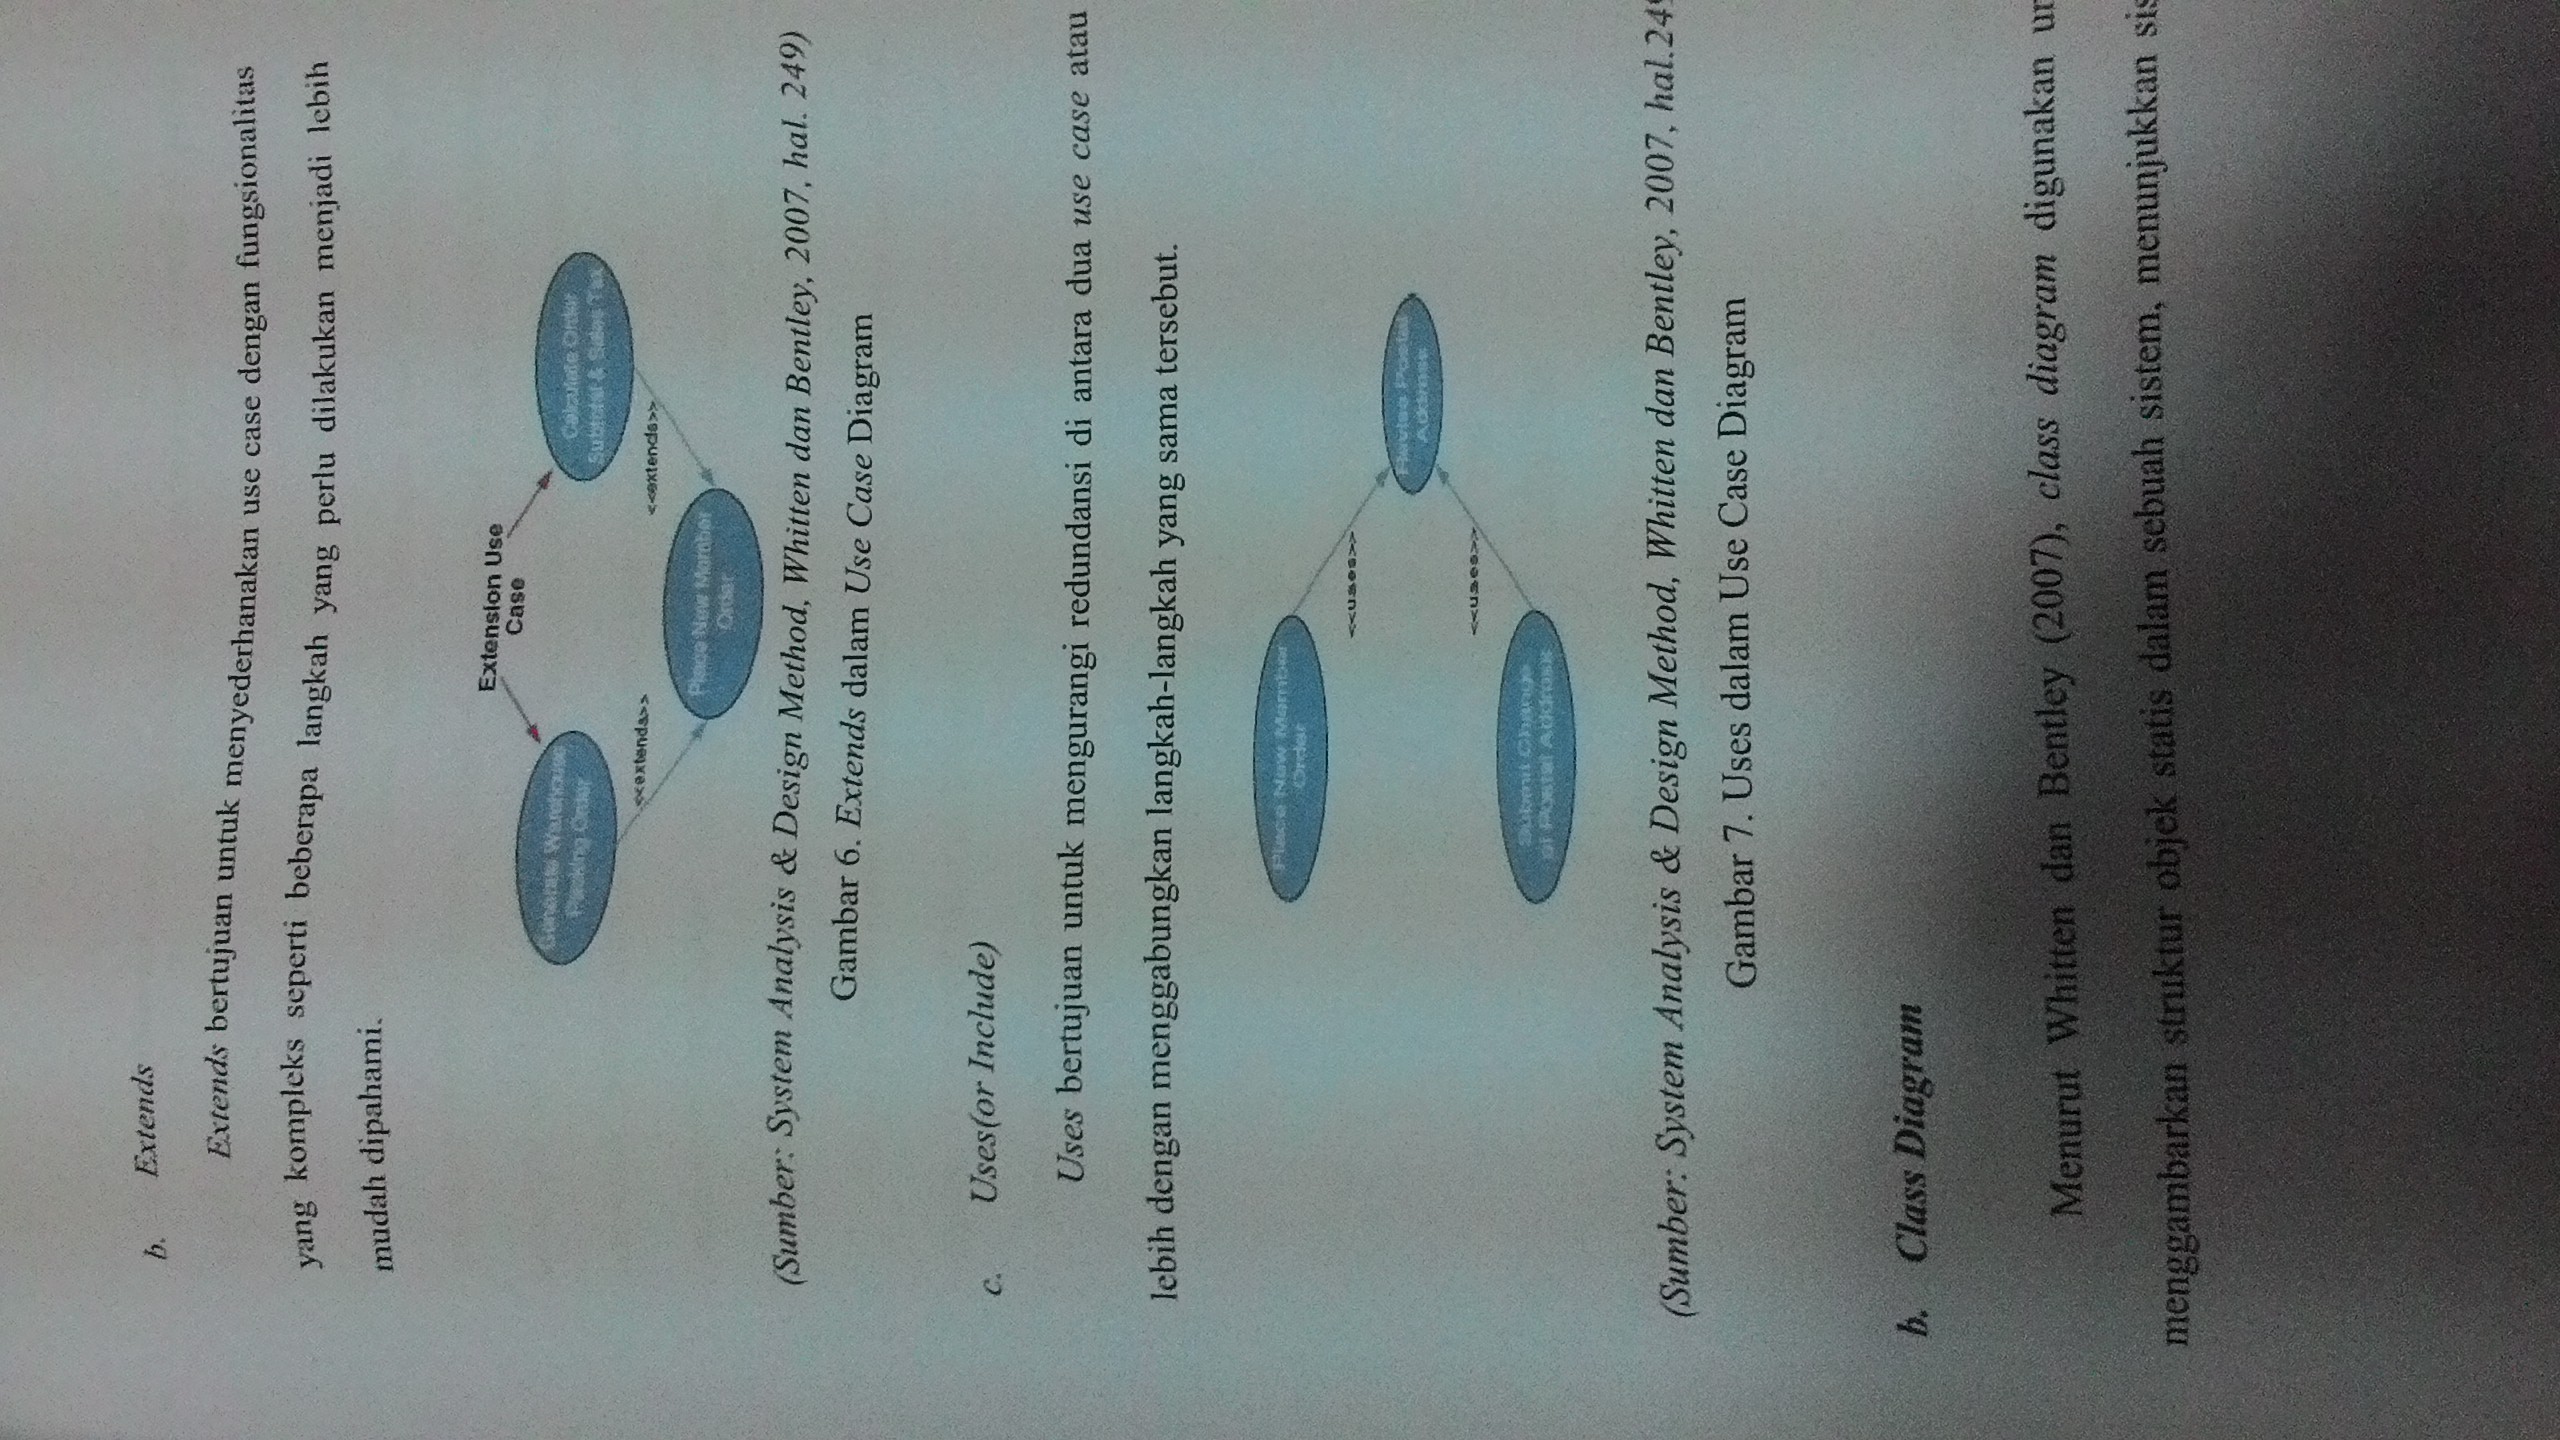 b. Extends
Extends bertujuan untuk menyederhanakan use case dengan fungsionalitas
yang kompleks seperti beberapa langkah yang perlu dilakukan menjadi lebih
mudah dipahami.
Extension Use
Case
Generate Warehouse
Packing Order
Calculate Order
Subtotal & Sales Tax
<<extends>>
<<extends>>
Place New Member
Order
(Sumber: System Analysis & Design Method, Whitten dan Bentley, 2007, hal. 249)
Gambar 6. Extends dalam Use Case Diagram
c. Uses(or Include)
Uses bertujuan untuk mengurangi redundansi di antara dua use case atau
lebih dengan menggabungkan langkah-langkah yang sama tersebut.
Place New Member
Order
<<uses>>
Postal
Address
<<uses>>
Submit Change
of Postal Address
(Sumber: System Analysis & Design Method, Whitten dan Bentley, 2007, hal.249
Gambar 7. Uses dalam Use Case Diagram
b. Class Diagram
Menurut Whitten dan Bentley (2007), class diagram digunakan un
menggambarkan struktur objek statis dalam sebuah sistem, menunjukkan sis